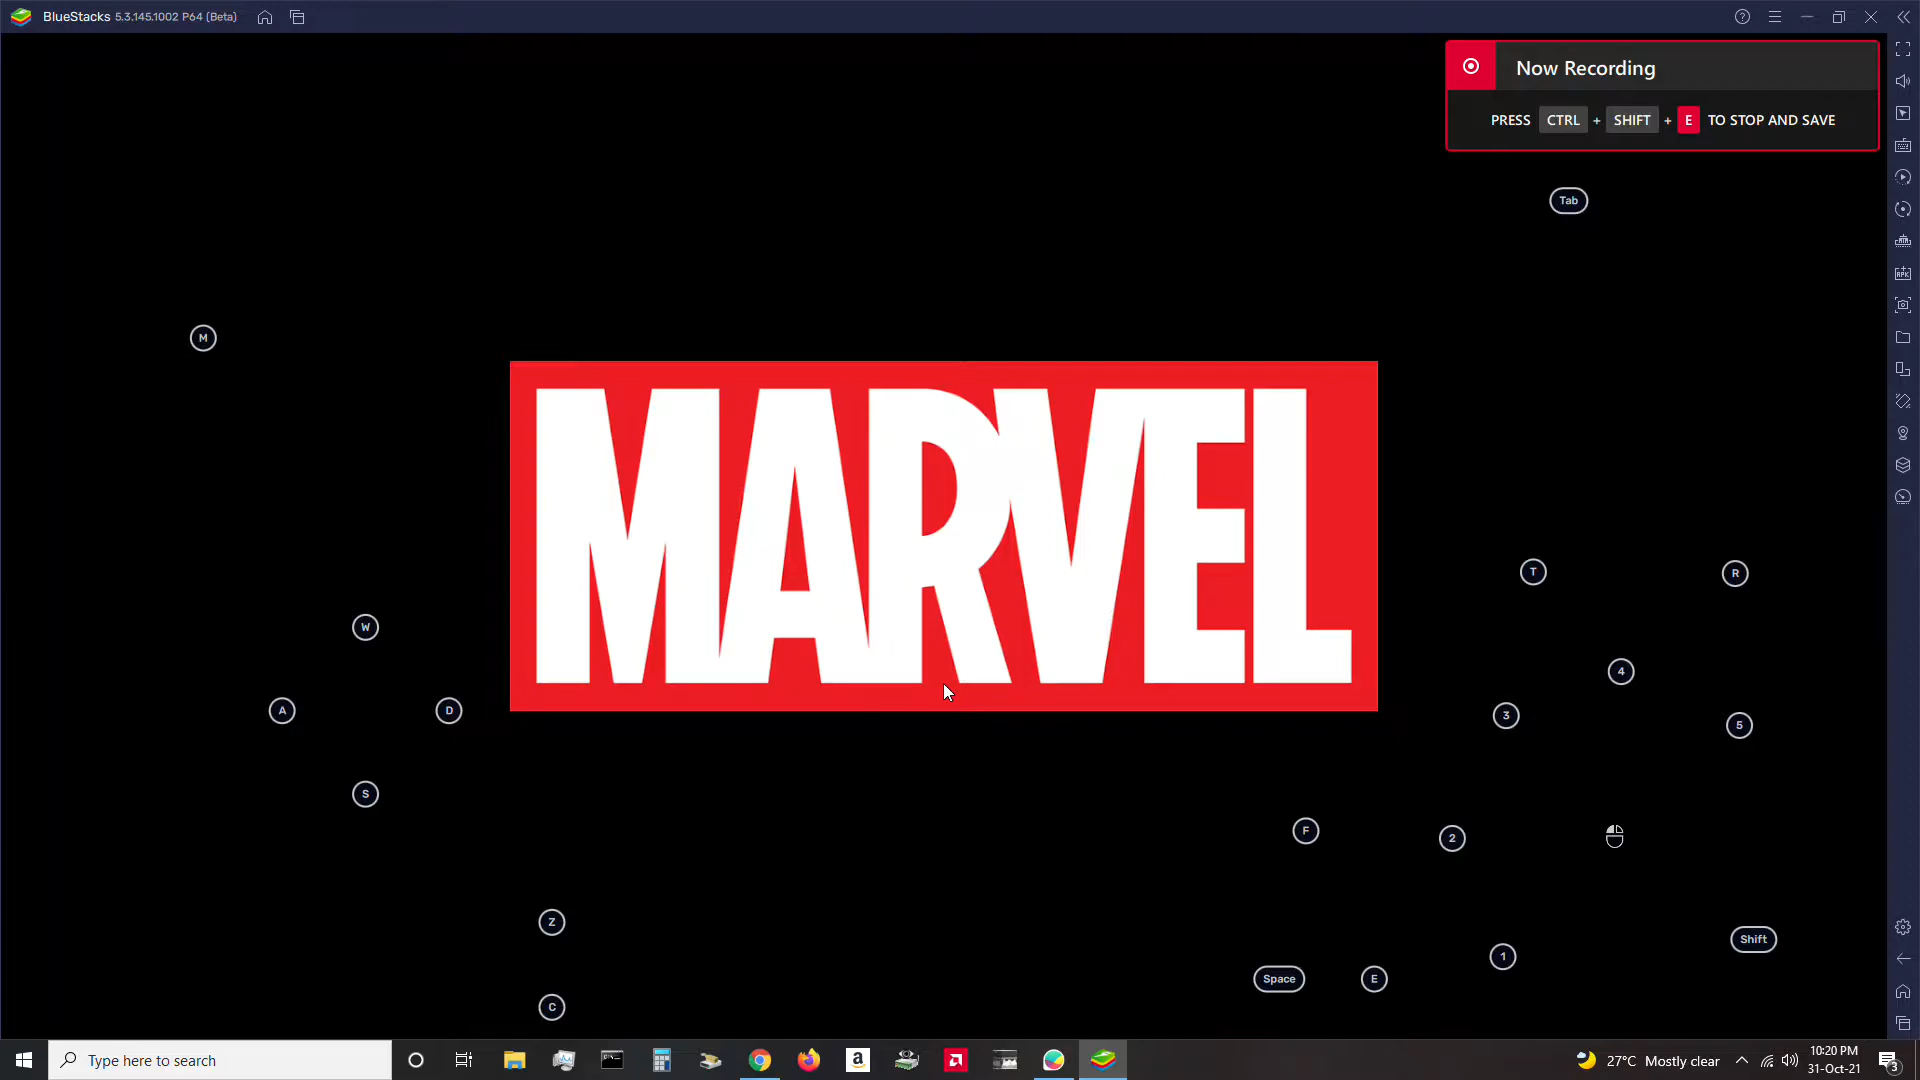 BlueStacks 5.3.145.1002 P64 (Beta)
Now Recording
PRESS CTRL + SHIFT + E TO STOP AND SAVE
Tab
M
MARVEL
T
R
W
4
A
D
3
5
S
F
2
Z
Shift
1
Space
E
C
APK
Type here to search
a
27°C Mostly clear
10:20 PM
31-Oct-21
3